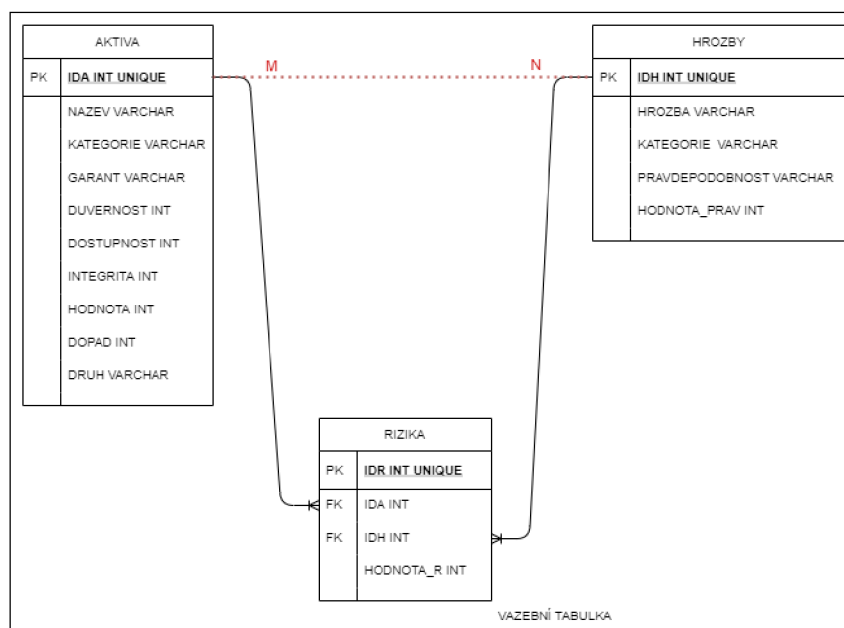 AKTIVA
PK IDA INT UNIQUE
NAZEV VARCHAR
KATEGORIE VARCHAR
GARANT VARCHAR
DUVERNOST INT
DOSTUPNOST INT
INTEGRITA INT
HODNOTA INT
DOPAD INT
DRUH VARCHAR
M
N
HROZBY
PK IDH INT UNIQUE
HROZBA VARCHAR
KATEGORIE VARCHAR
PRAVDEPODOBNOST VARCHAR
HODNOTA_PRAV INT
RIZIKA
PK IDR INT UNIQUE
FK IDA INT
FK IDH INT
HODNOTA_R INT
VAZEBNÍ TABULKA